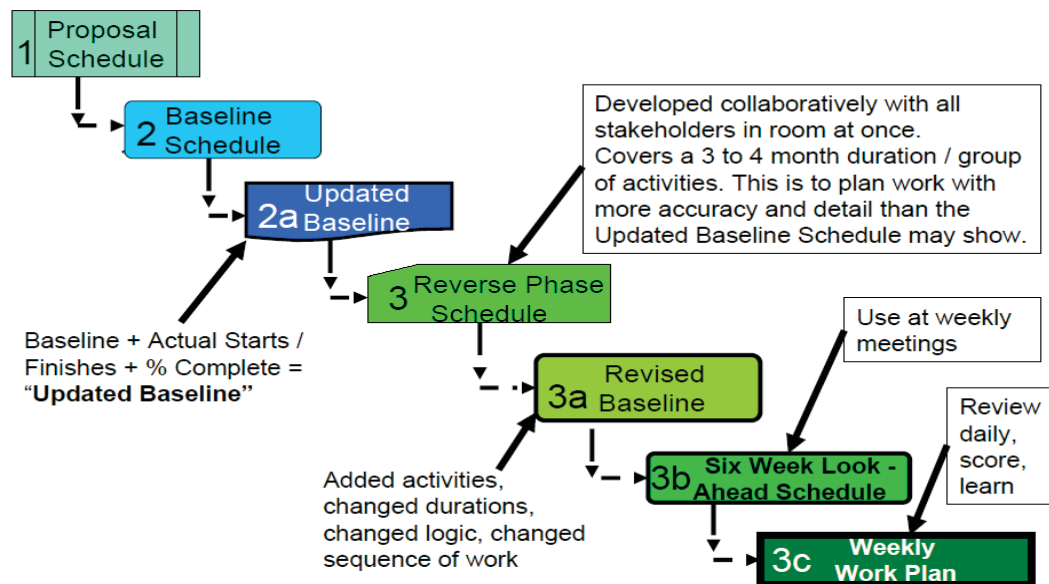 1
Proposal
Schedule
2
Baseline
Schedule
2a
Updated
Baseline
Developed collaboratively with all
stakeholders in room at once.
Covers a 3 to 4 month duration / group
of activities. This is to plan work with
more accuracy and detail than the
Updated Baseline Schedule may show.
3
Reverse Phase
Schedule
Baseline + Actual Starts /
Finishes + % Complete =
“Updated Baseline”
Use at weekly
meetings
3a
Revised
Baseline
Review
daily,
score,
learn
Added activities,
changed durations,
changed logic, changed
sequence of work
3b
Six Week Look -
Ahead Schedule
3c
Weekly
Work Plan